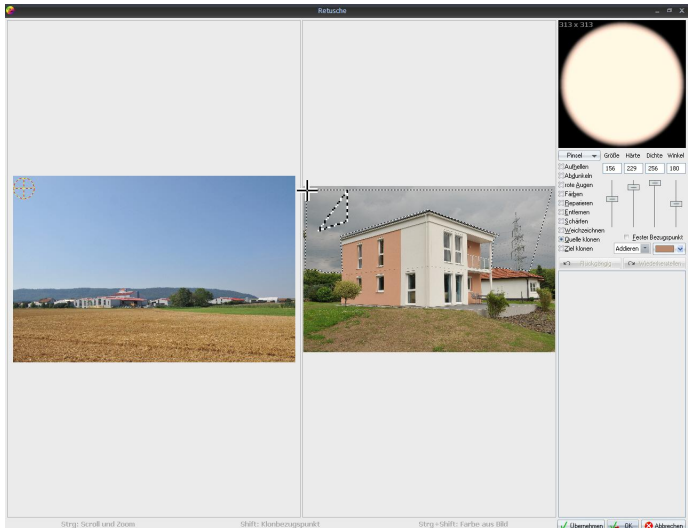 Retusche
313 x 313
Pinsel
Größe Härte Dichte Winkel
156 229 256 180
Aufhellen
Abdunkeln
rote Augen
Färben
Reparieren
Entfernen
Schärfen
Weichzeichnen
Quelle klonen
Ziel klonen
Fester Bezugspunkt
Addieren
Rückgängig
Wiederherstellen
Strg: Scroll und Zoom
Shift: Klonbezugspunkt
Strg+Shift: Farbe aus Bild
Übernehmen
OK
Abbrechen